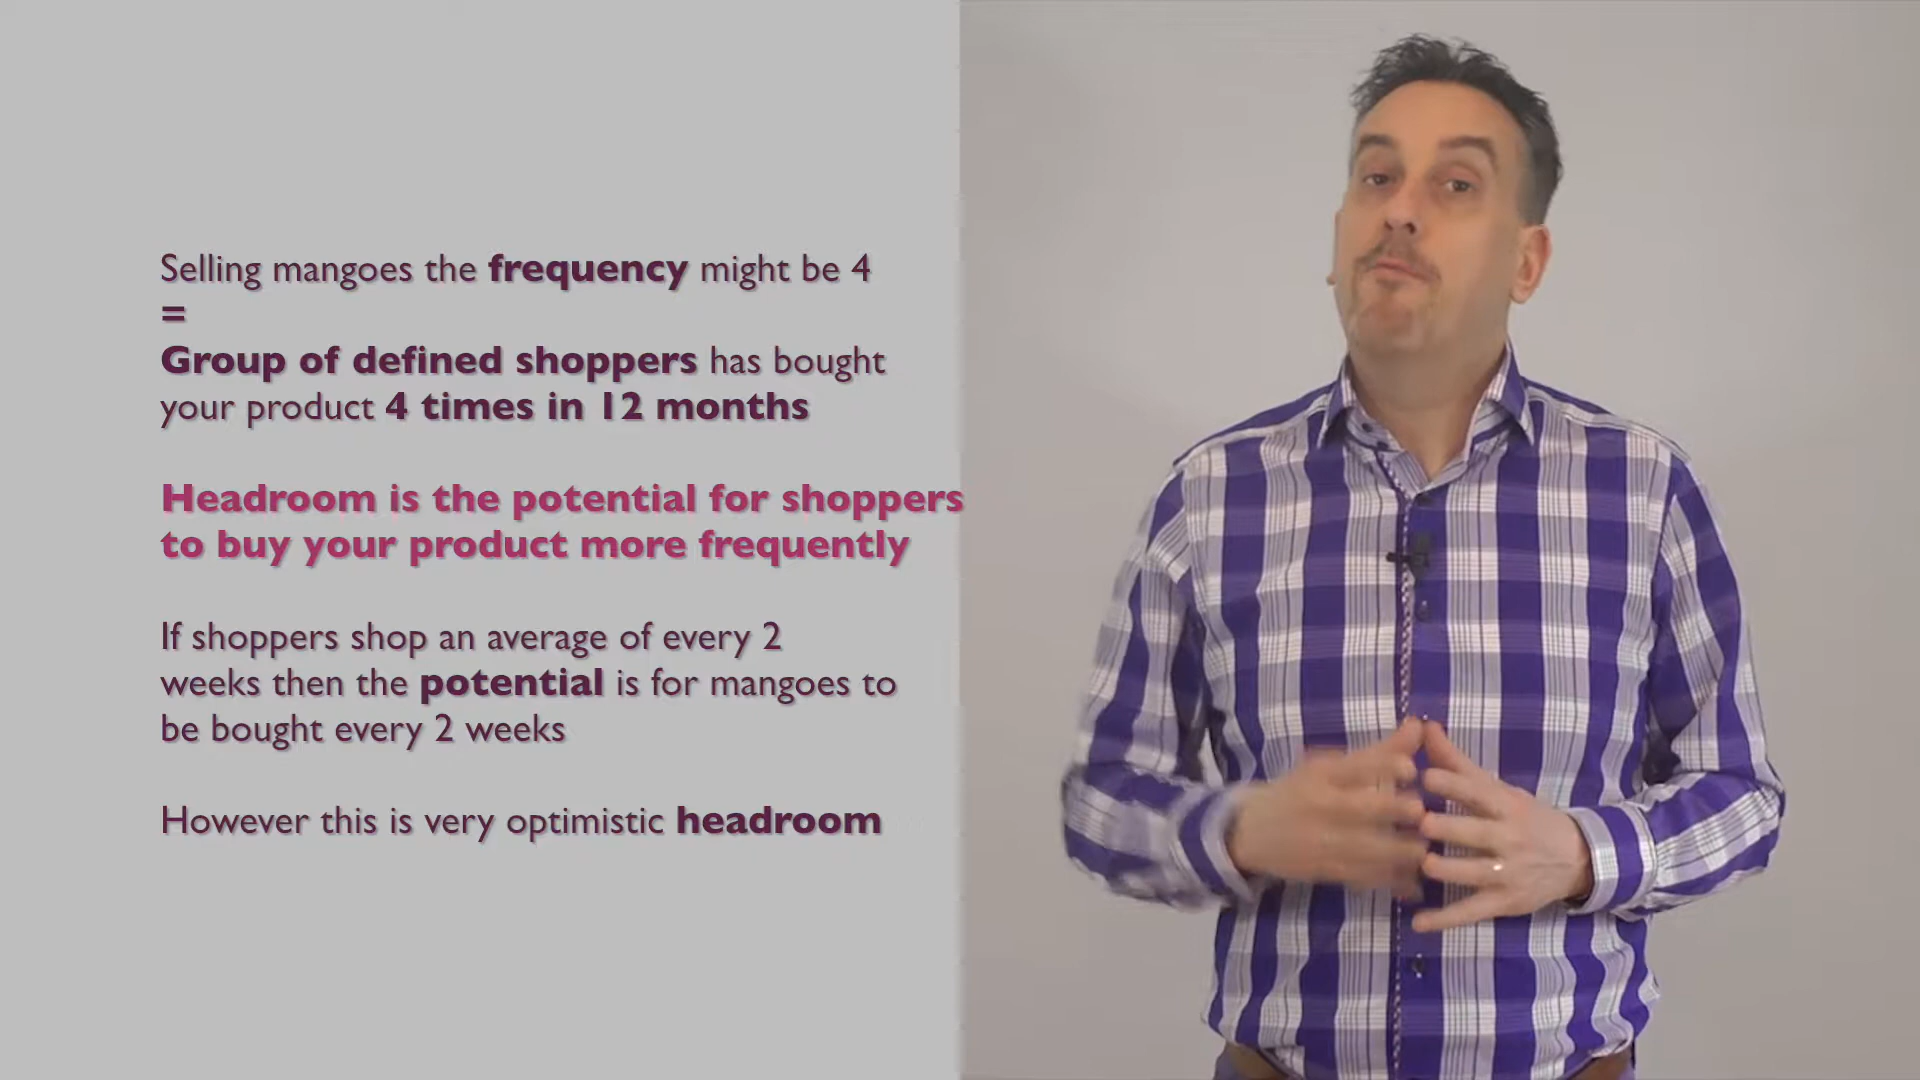 Selling mangoes the frequency might be 4
=
Group of defined shoppers has bought
your product 4 times in 12 months
Headroom is the potential for shoppers
to buy your product more frequently
If shoppers shop an average of every 2
weeks then the potential is for mangoes to
be bought every 2 weeks
However this is very optimistic headroom